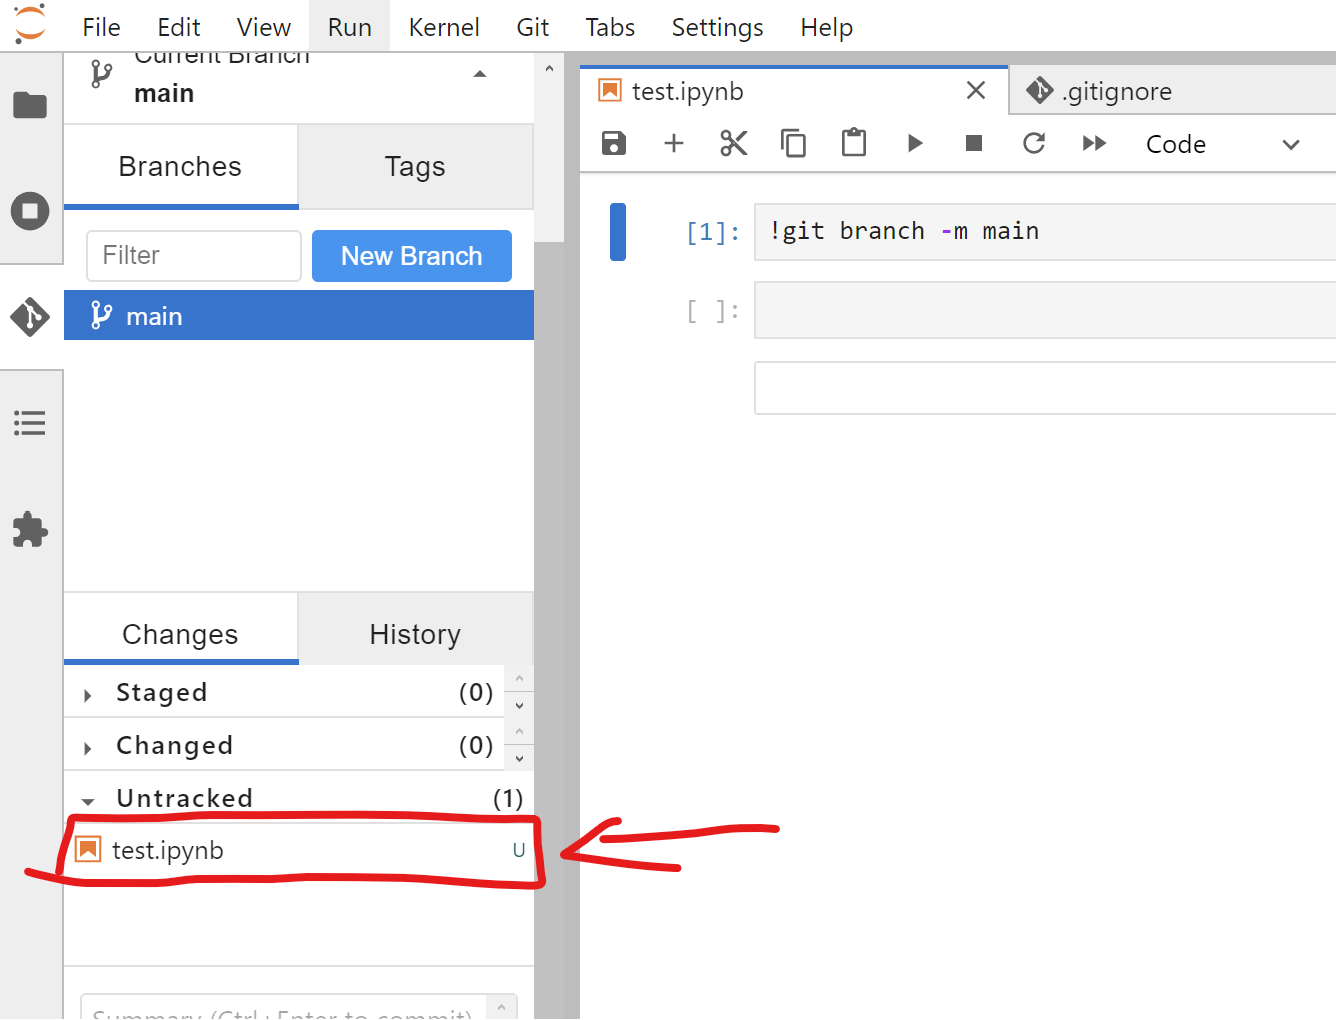 File Edit View Run Kernel Git Tabs Settings Help
Current Branch
main
Branches Tags
Filter New Branch
main
Changes History
Staged (0)
Changed (0)
Untracked (1)
test.ipynb U
Summary (Ctrl+Enter to commit)
test.ipynb .gitignore
Code
[1]: !git branch -m main
[ ]: